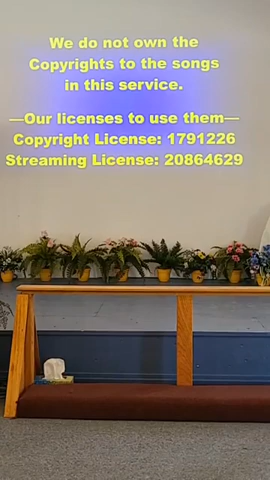 We do not own the
Copyrights to the songs
in this service.
—Our licenses to use them—
Copyright License: 1791226
Streaming License: 20864629